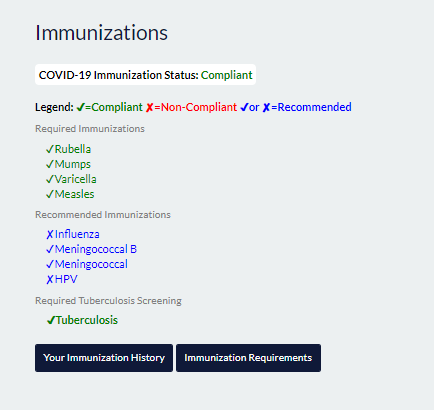 Immunizations
COVID-19 Immunization Status: Compliant
Legend: ✔=Compliant ✘=Non-Compliant ✔or ✘=Recommended
Required Immunizations
✓Rubella
✓Mumps
✓Varicella
✓Measles
Recommended Immunizations
✗Influenza
✓Meningococcal B
✓Meningococcal
✗HPV
Required Tuberculosis Screening
✔Tuberculosis
Your Immunization History Immunization Requirements